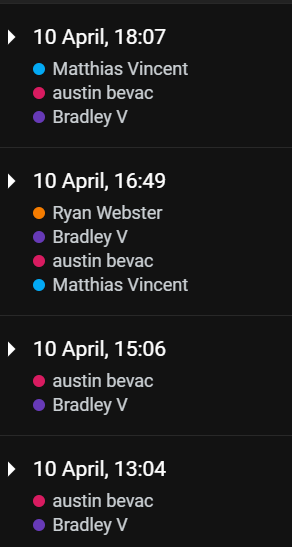 10 April, 18:07
Matthias Vincent
austin bevac
Bradley V
10 April, 16:49
Ryan Webster
Bradley V
austin bevac
Matthias Vincent
10 April, 15:06
austin bevac
Bradley V
10 April, 13:04
austin bevac
Bradley V